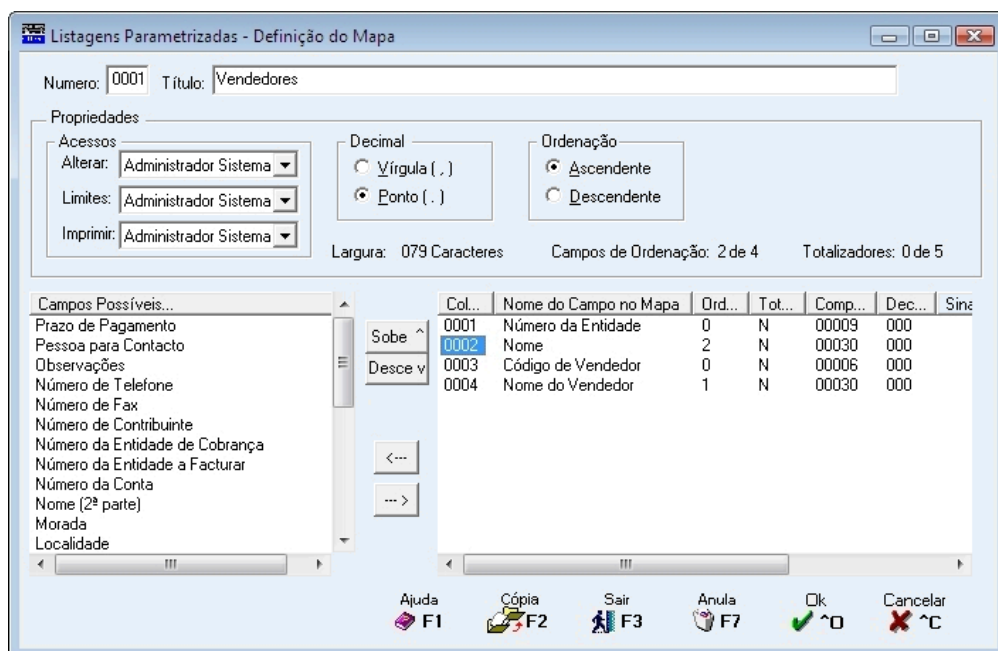 Listagens Parametrizadas - Definição do Mapa
Numero: 0001 Título: Vendedores
Propriedades
Acessos
Alterar: Administrador Sistema
Limites: Administrador Sistema
Imprimir: Administrador Sistema
Decimal
Vírgula ( , )
Ponto ( . )
Ordenação
Ascendente
Descendente
Largura: 079 Caracteres Campos de Ordenação: 2 de 4 Totalizadores: 0 de 5
Campos Possíveis...
Prazo de Pagamento
Pessoa para Contacto
Observações
Número de Telefone
Número de Fax
Número de Contribuinte
Número da Entidade de Cobrança
Número da Entidade a Facturar
Número da Conta
Nome (2ª parte)
Morada
Localidade
Sobe ^
Desce v
<---
--- >
Col... Nome do Campo no Mapa Ord... Tot... Comp... Dec... Sina
0001 Número da Entidade 0 N 00009 000
0002 Nome 2 N 00030 000
0003 Código de Vendedor 0 N 00006 000
0004 Nome do Vendedor 1 N 00030 000
Ajuda F1
Cópia F2
Sair F3
Anula F7
Ok ^O
Cancelar ^C